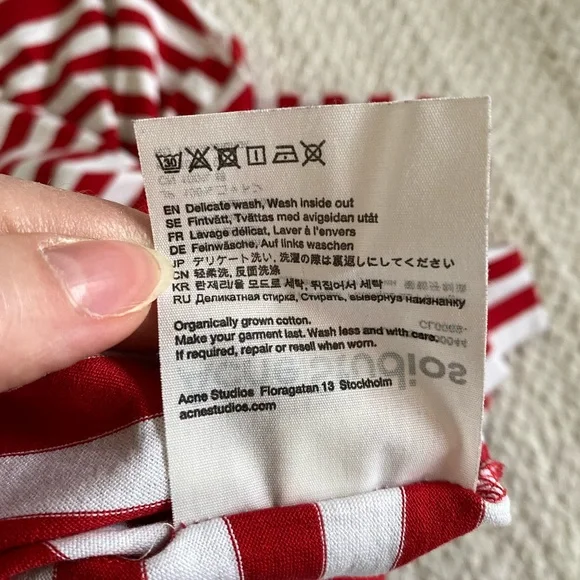 30
EN Delicate wash, Wash inside out
SE Fintvätt, Tvättas med avigsidan utåt
FR Lavage délicat, Laver à l'envers
DE Feinwäsche, Auf links waschen
JP デリケート洗い, 洗濯の際は裏返しにしてください
CN 轻柔洗, 反面洗涤
KR 란제리/울 모드로 세탁, 뒤집어서 세탁
RU Деликатная стирка, Стирать, вывернув наизнанку
Organically grown cotton.
Make your garment last. Wash less and with care.
If required, repair or resell when worn.
Acne Studios Floragatan 13 Stockholm
acnestudios.com
Acne Studios